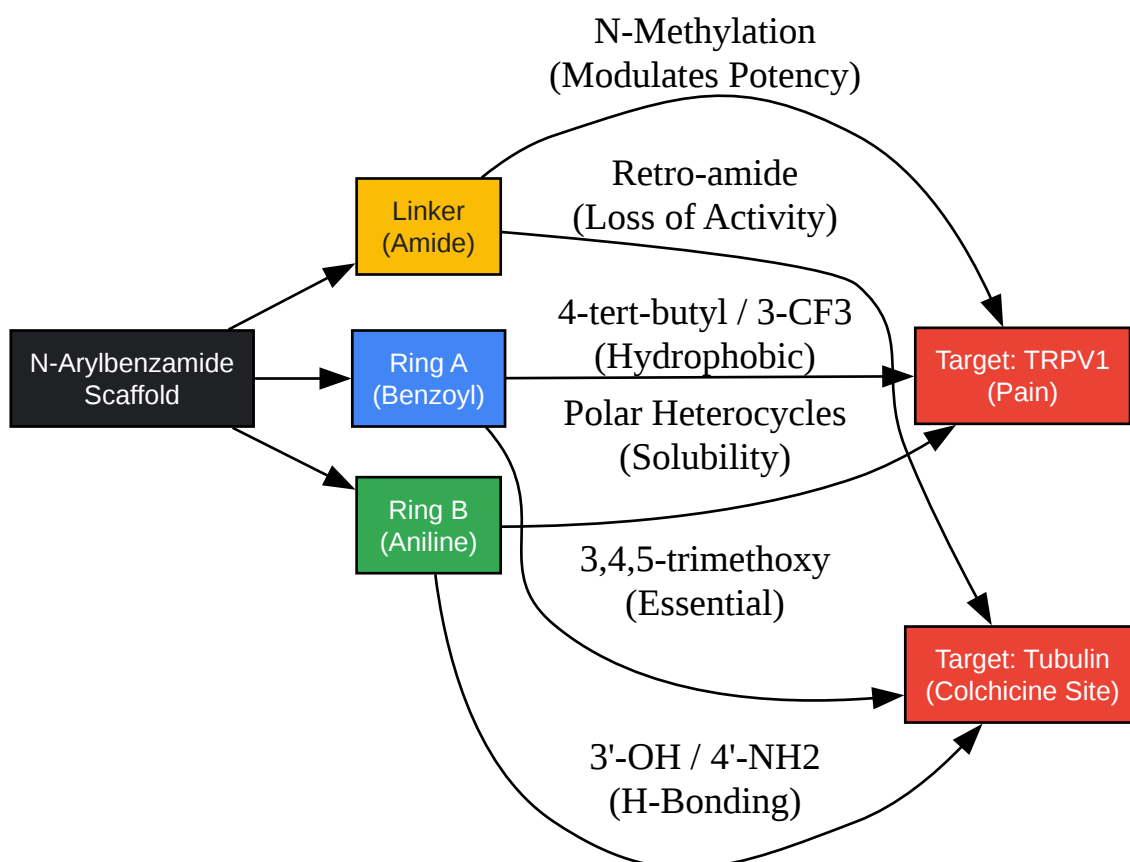 N-Methylation
(Modulates Potency)
Retro-amide
(Loss of Activity)
Linker
(Amide)
4-tert-butyl / 3-CF3
(Hydrophobic)
N-Arylbenzamide
Scaffold
Ring A
(Benzoyl)
Target: TRPV1
(Pain)
Polar Heterocycles
(Solubility)
Ring B
(Aniline)
3,4,5-trimethoxy
(Essential)
Target: Tubulin
(Colchicine Site)
3'-OH / 4'-NH2
(H-Bonding)